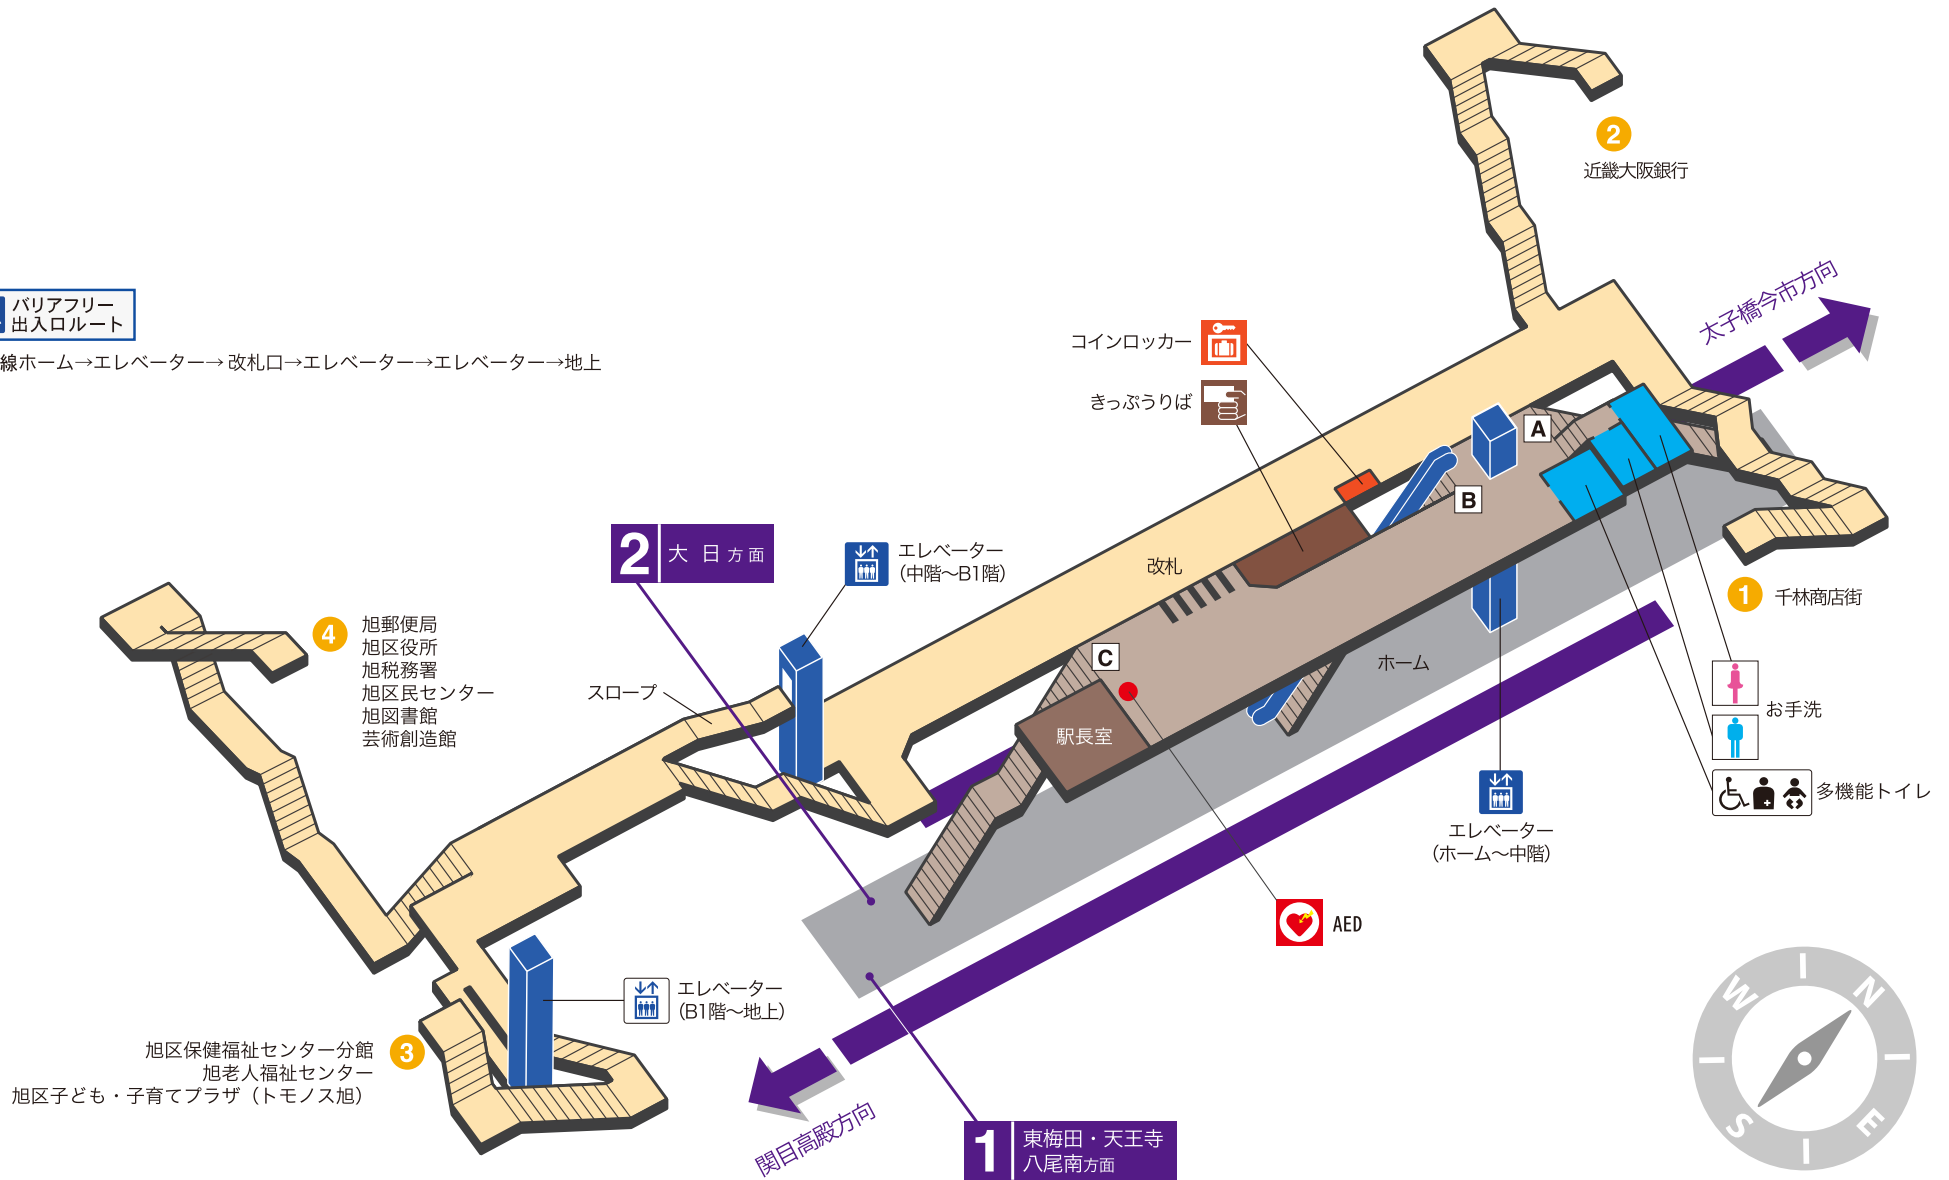 2
近畿大阪銀行
太子橋今市方向
バリアフリー
出入口ルート
線ホーム→エレベーター→改札口→エレベーター→エレベーター→地上
コインロッカー
きっぷうりば
A
B
2 大日方面
エレベーター
(中階〜B1階)
改札
1 千林商店街
4
旭郵便局
旭区役所
旭税務署
旭区民センター
旭図書館
芸術創造館
C
スロープ
ホーム
駅長室
お手洗
多機能トイレ
エレベーター
(ホーム〜中階)
AED
エレベーター
(B1階〜地上)
3
旭区保健福祉センター分館
旭老人福祉センター
旭区子ども・子育てプラザ（トモノス旭）
関目高殿方向
1 東梅田・天王寺
八尾南方面
W N
S E